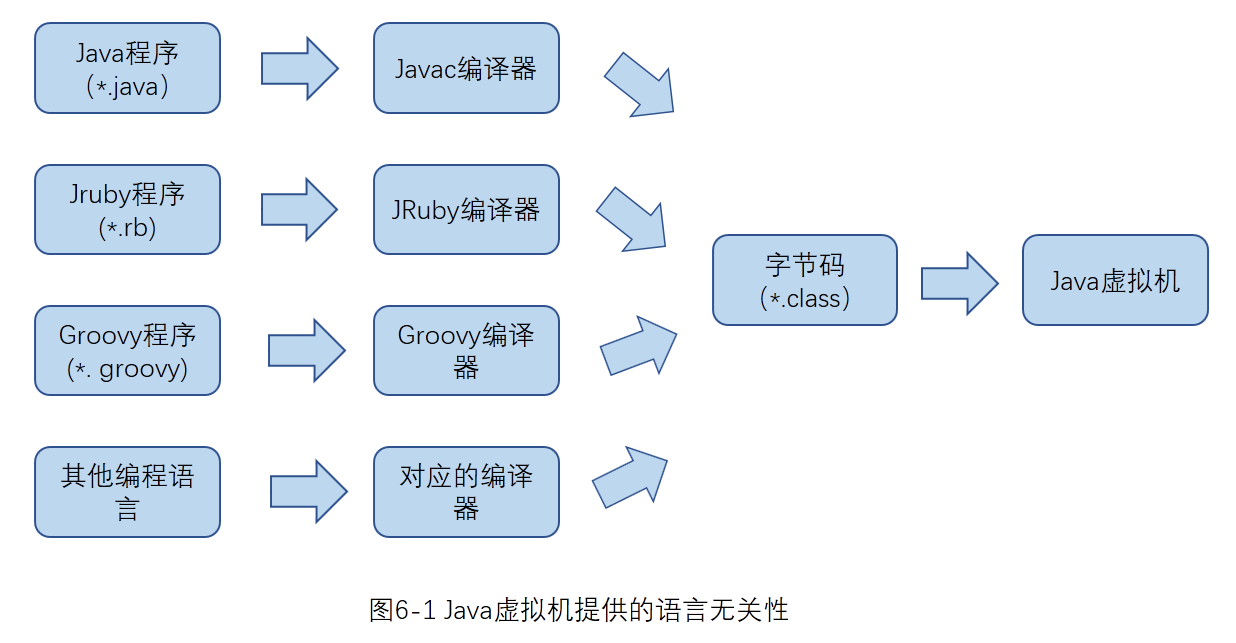 Java程序
（*.java）
Javac编译器
Jruby程序
(*.rb)
JRuby编译器
字节码
（*.class）
Java虚拟机
Groovy程序
(*. groovy)
Groovy编译
器
其他编程语
言
对应的编译
器
图6-1 Java虚拟机提供的语言无关性